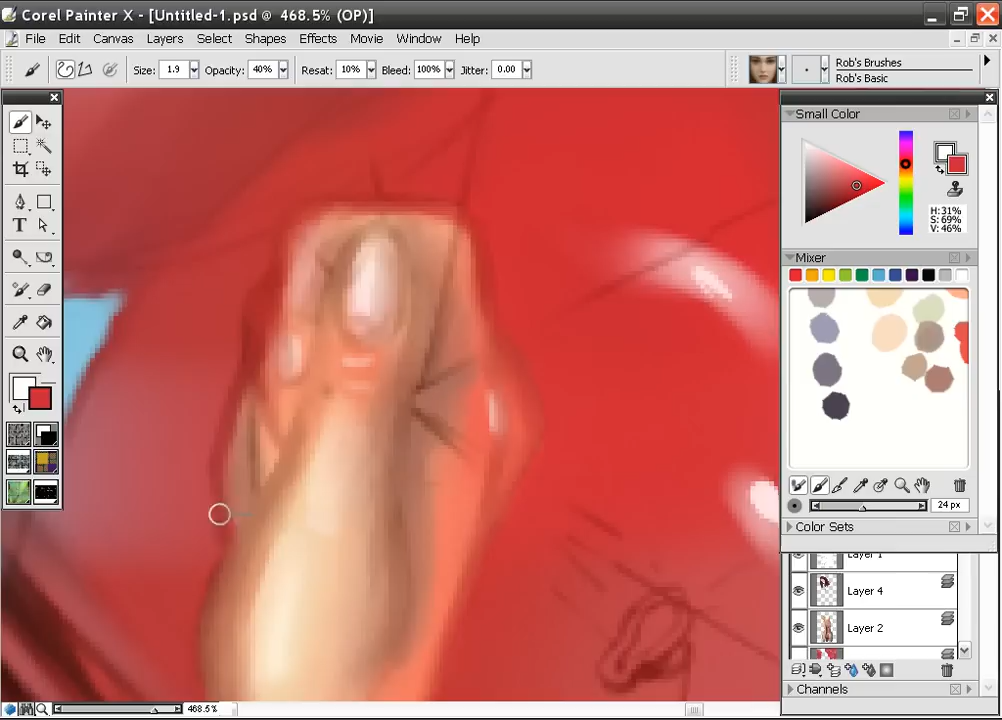 Corel Painter X - [Untitled-1.psd @ 468.5% (OP)]
File Edit Canvas Layers Select Shapes Effects Movie Window Help
Size: 1.9 Opacity: 40% Resat: 10% Bleed: 100% Jitter: 0.00
Rob's Brushes
Rob's Basic
Small Color
H:31%
S:69%
V:46%
Mixer
T
24 px
Color Sets
Layer 1
Layer 4
Layer 2
Channels
468.5%